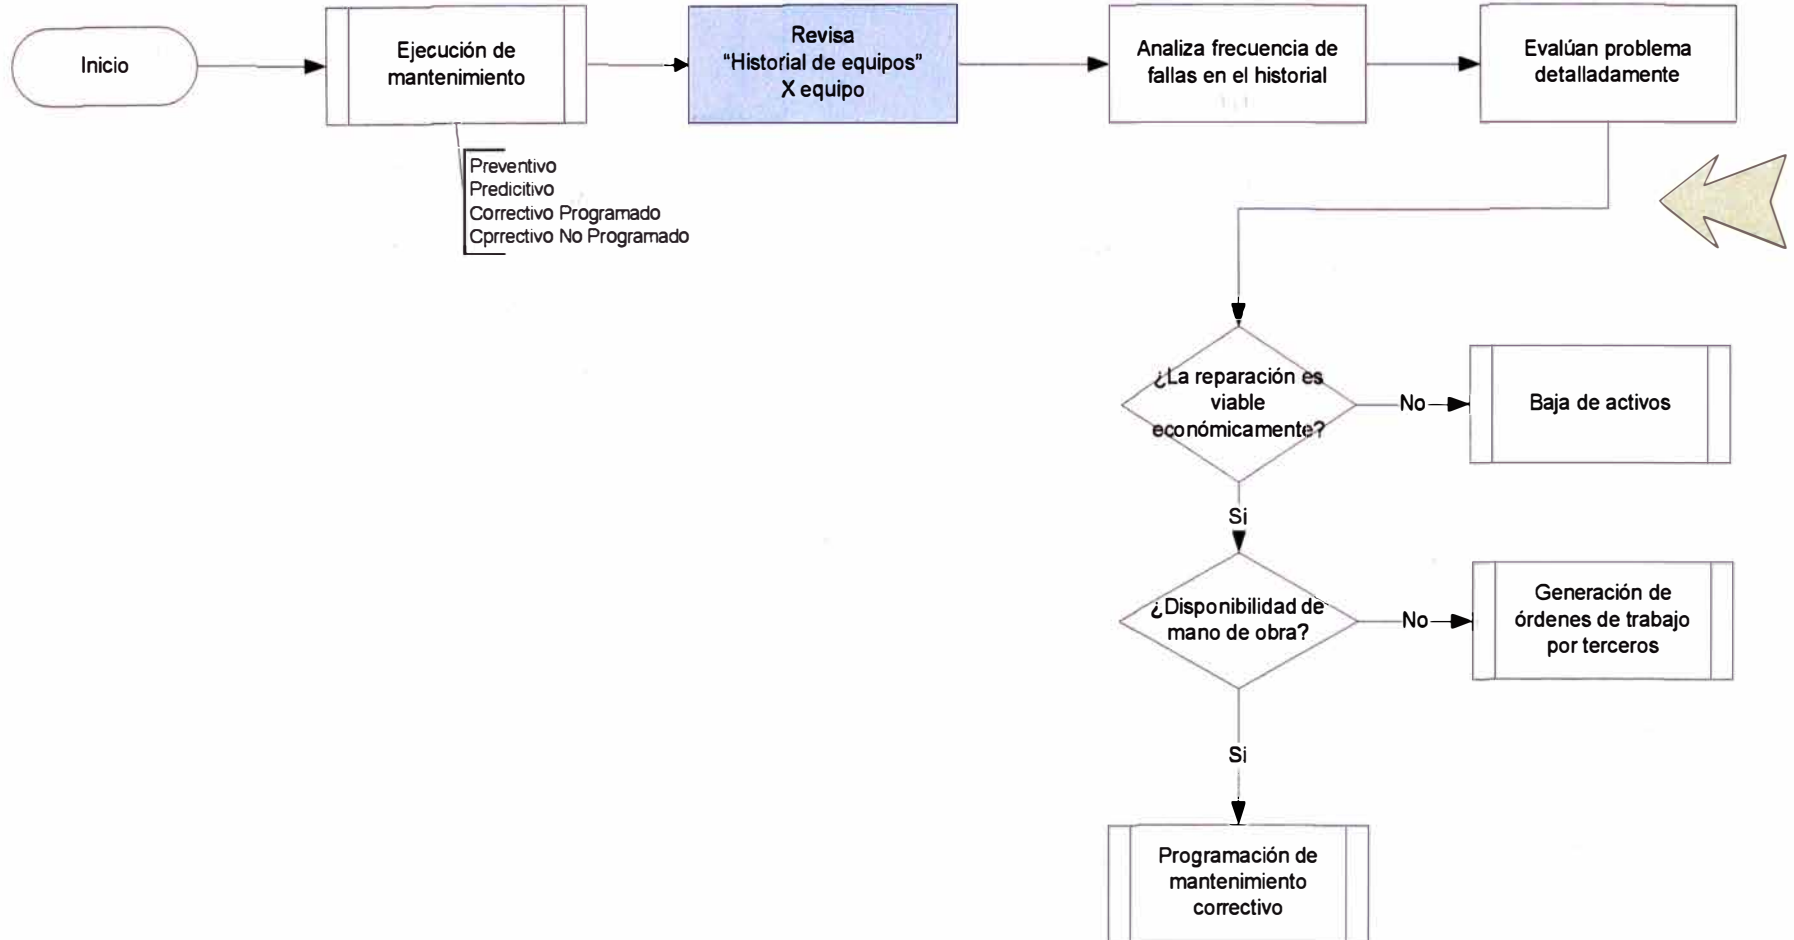 Inicio
Ejecución de
mantenimiento
Revisa
“Historial de equipos”
X equipo
Analiza frecuencia de
fallas en el historial
Evalúan problema
detalladamente
Preventivo
Predicitivo
Correctivo Programado
Cprrectivo No Programado
¿La reparación es
viable
económicamente?
No
Baja de activos
Si
¿Disponibilidad de
mano de obra?
No
Generación de
órdenes de trabajo
por terceros
Si
Programación de
mantenimiento
correctivo